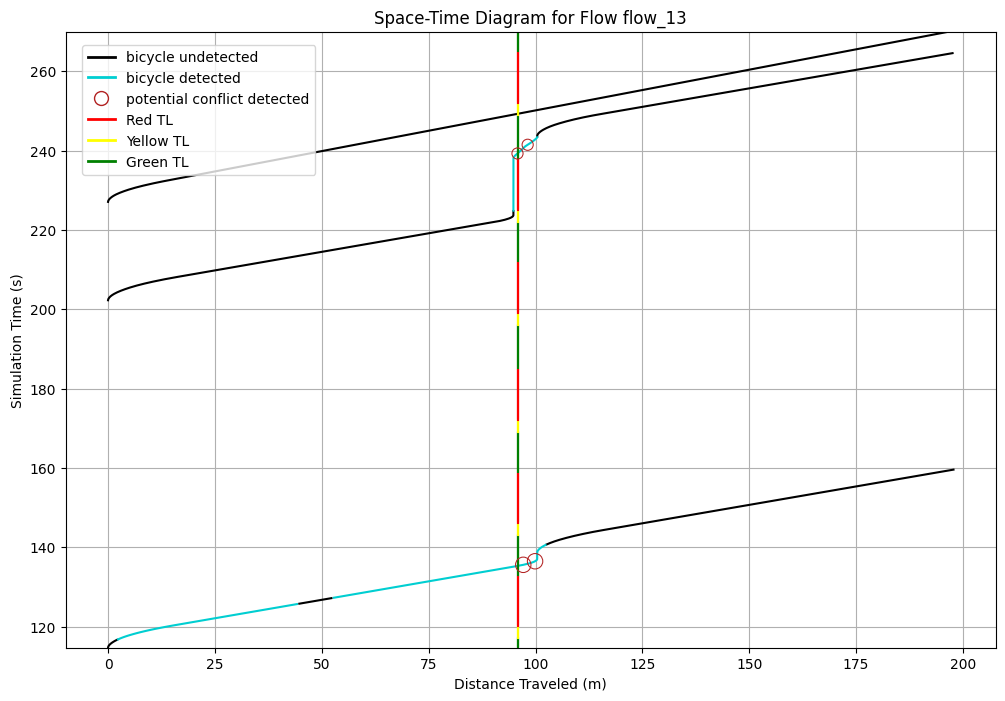 Space-Time Diagram for Flow flow_13
bicycle undetected
bicycle detected
potential conflict detected
Red TL
Yellow TL
Green TL
Simulation Time (s)
260
240
220
200
180
160
140
120
0 25 50 75 100 125 150 175 200
Distance Traveled (m)